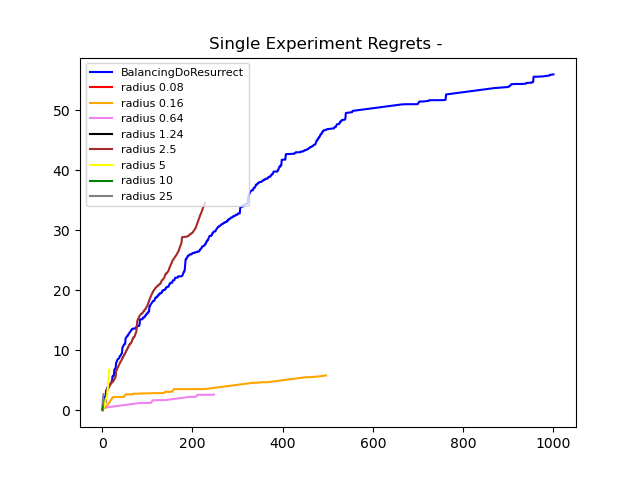 Single Experiment Regrets -
BalancingDoResurrect
radius 0.08
radius 0.16
radius 0.64
radius 1.24
radius 2.5
radius 5
radius 10
radius 25
50
40
30
20
10
0
0 200 400 600 800 1000